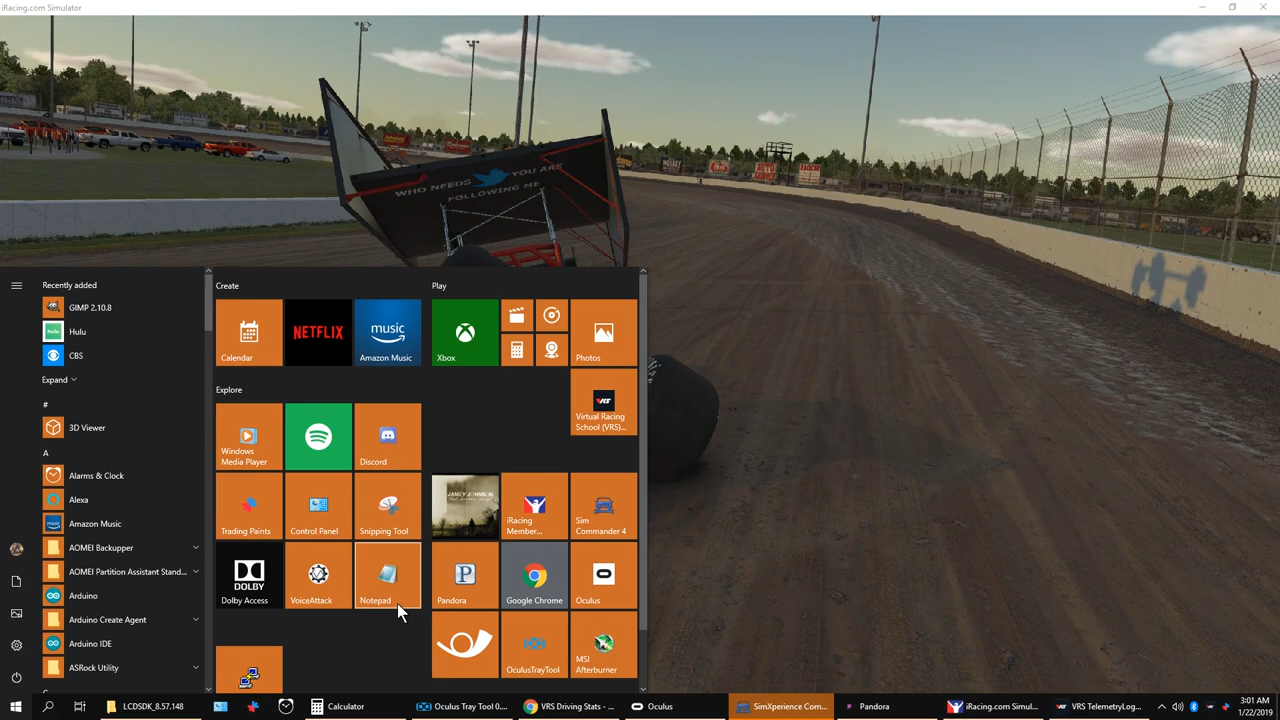 iRacing.com Simulator
WHO NEEDS YOU ARE
FOLLOWING ME
Recently added
GIMP 2.10.8
hulu
Hulu
CBS
Expand
#
3D Viewer
A
Alarms & Clock
Alexa
music
Amazon Music
AOMEI Backupper
AOMEI Partition Assistant Stand...
Arduino
Arduino Create Agent
Arduino IDE
ASRock Utility
Create
Calendar
NETFLIX
music
Amazon Music
Explore
Windows
Media Player
Discord
Trading Paints
Control Panel
Snipping Tool
DOLBY
Dolby Access
VoiceAttack
Notepad
Play
Xbox
Photos
Virtual Racing
School (VRS)...
JAMEY JOHNSON
iRacing
Member...
Sim
Commander 4
P
Pandora
Google Chrome
Oculus
OculusTrayTool
MSI
Afterburner
LCDSDK_8.57.148
Calculator
Oculus Tray Tool 0....
VRS Driving Stats - ...
Oculus
SimXperience Com...
Pandora
iRacing.com Simul...
VRS TelemetryLog...
3:01 AM
1/22/2019